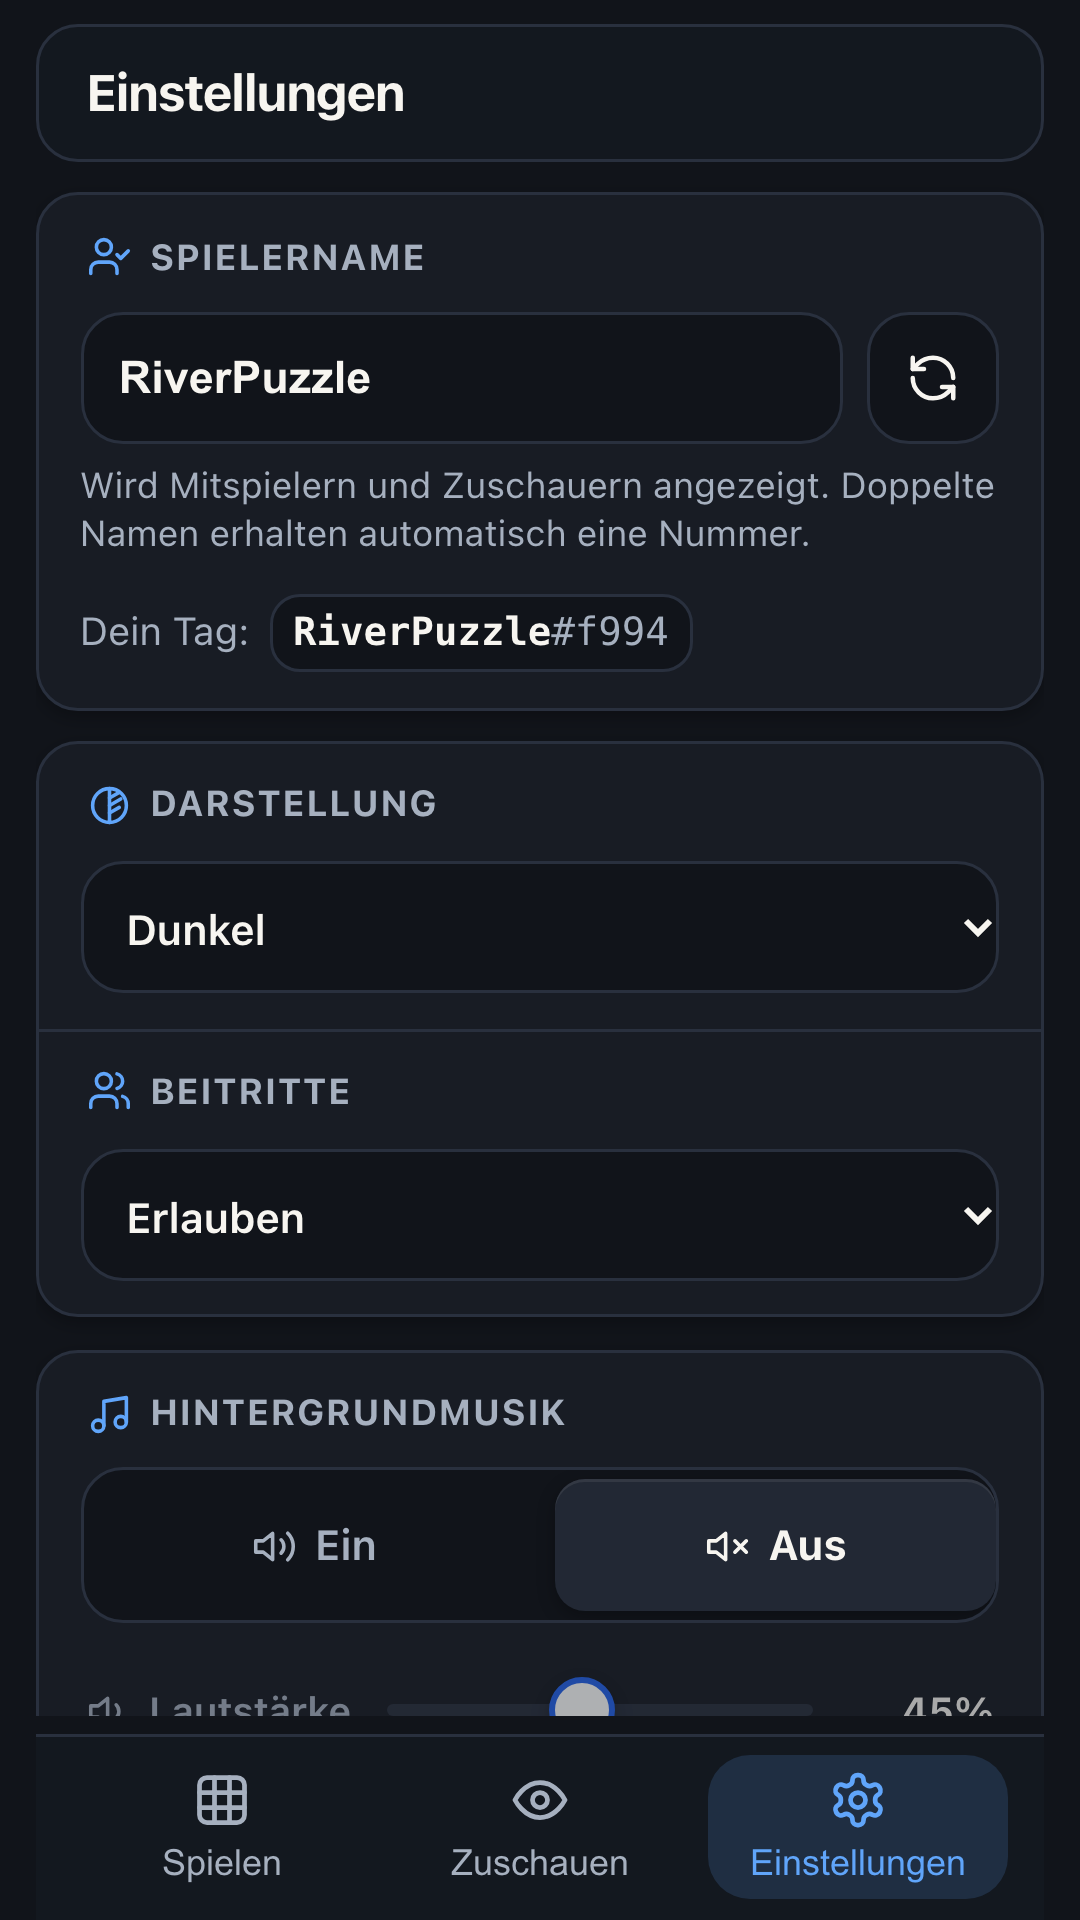 Einstellungen
SPIELERNAME
RiverPuzzle
Wird Mitspielern und Zuschauern angezeigt. Doppelte
Namen erhalten automatisch eine Nummer.
Dein Tag: RiverPuzzle#f994
DARSTELLUNG
Dunkel
BEITRITTE
Erlauben
HINTERGRUNDMUSIK
Ein Aus
Lautstärke 45%
Spielen Zuschauen Einstellungen